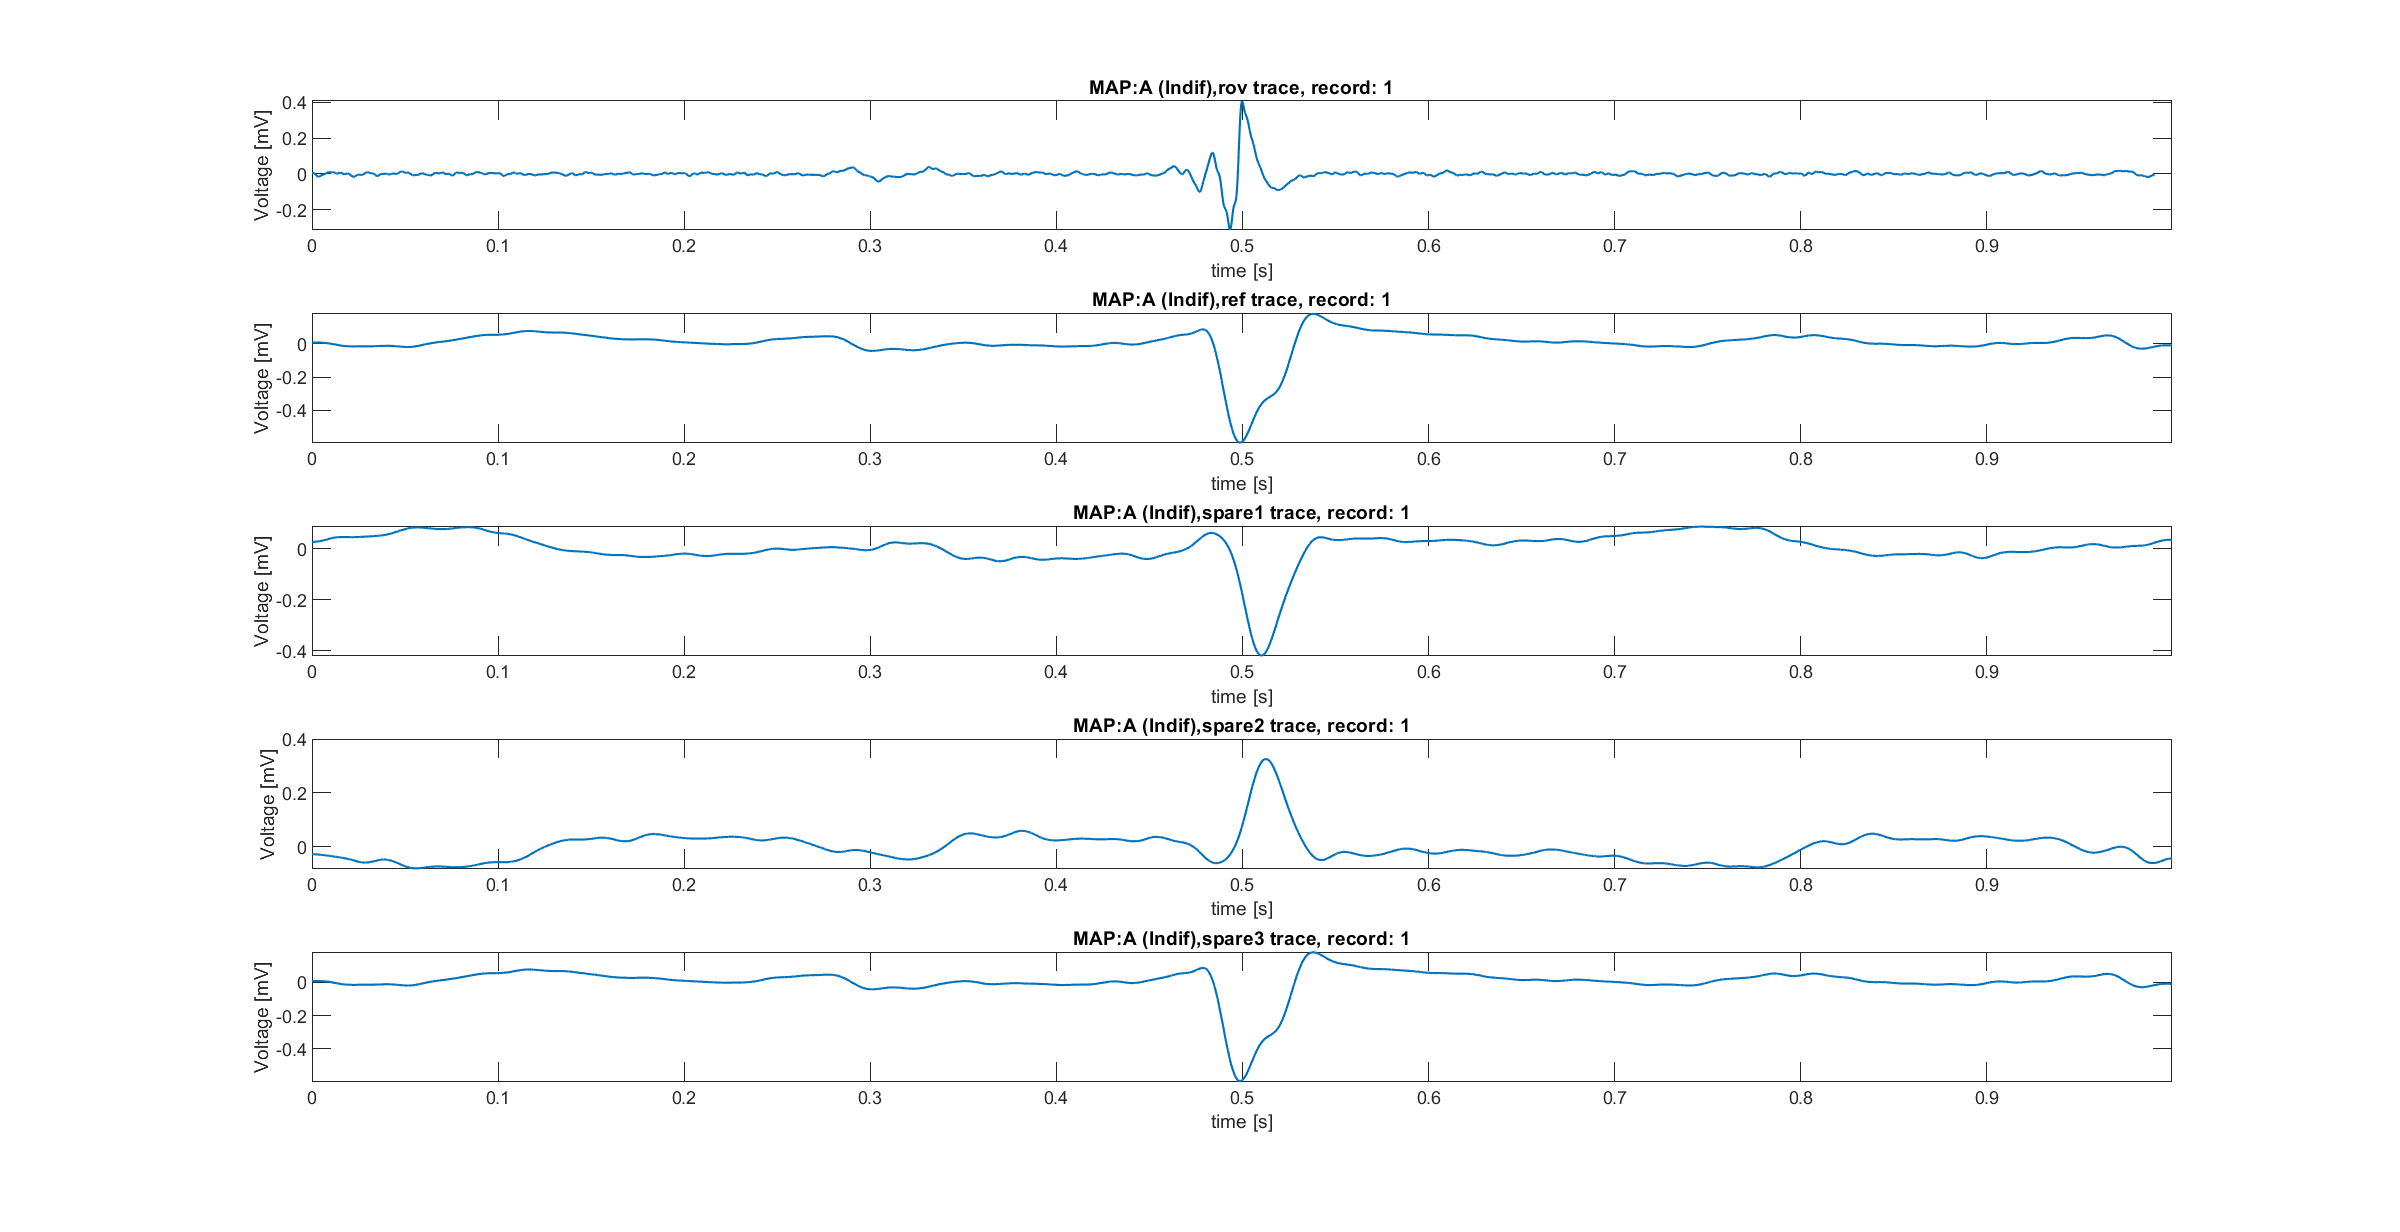 MAP:A (Indif),rov trace, record: 1
Voltage [mV]
0.4
0.2
0
-0.2
0 0.1 0.2 0.3 0.4 0.5 0.6 0.7 0.8 0.9
time [s]
MAP:A (Indif),ref trace, record: 1
Voltage [mV]
0
-0.2
-0.4
0 0.1 0.2 0.3 0.4 0.5 0.6 0.7 0.8 0.9
time [s]
MAP:A (Indif),spare1 trace, record: 1
Voltage [mV]
0
-0.2
-0.4
0 0.1 0.2 0.3 0.4 0.5 0.6 0.7 0.8 0.9
time [s]
MAP:A (Indif),spare2 trace, record: 1
Voltage [mV]
0.4
0.2
0
0 0.1 0.2 0.3 0.4 0.5 0.6 0.7 0.8 0.9
time [s]
MAP:A (Indif),spare3 trace, record: 1
Voltage [mV]
0
-0.2
-0.4
0 0.1 0.2 0.3 0.4 0.5 0.6 0.7 0.8 0.9
time [s]